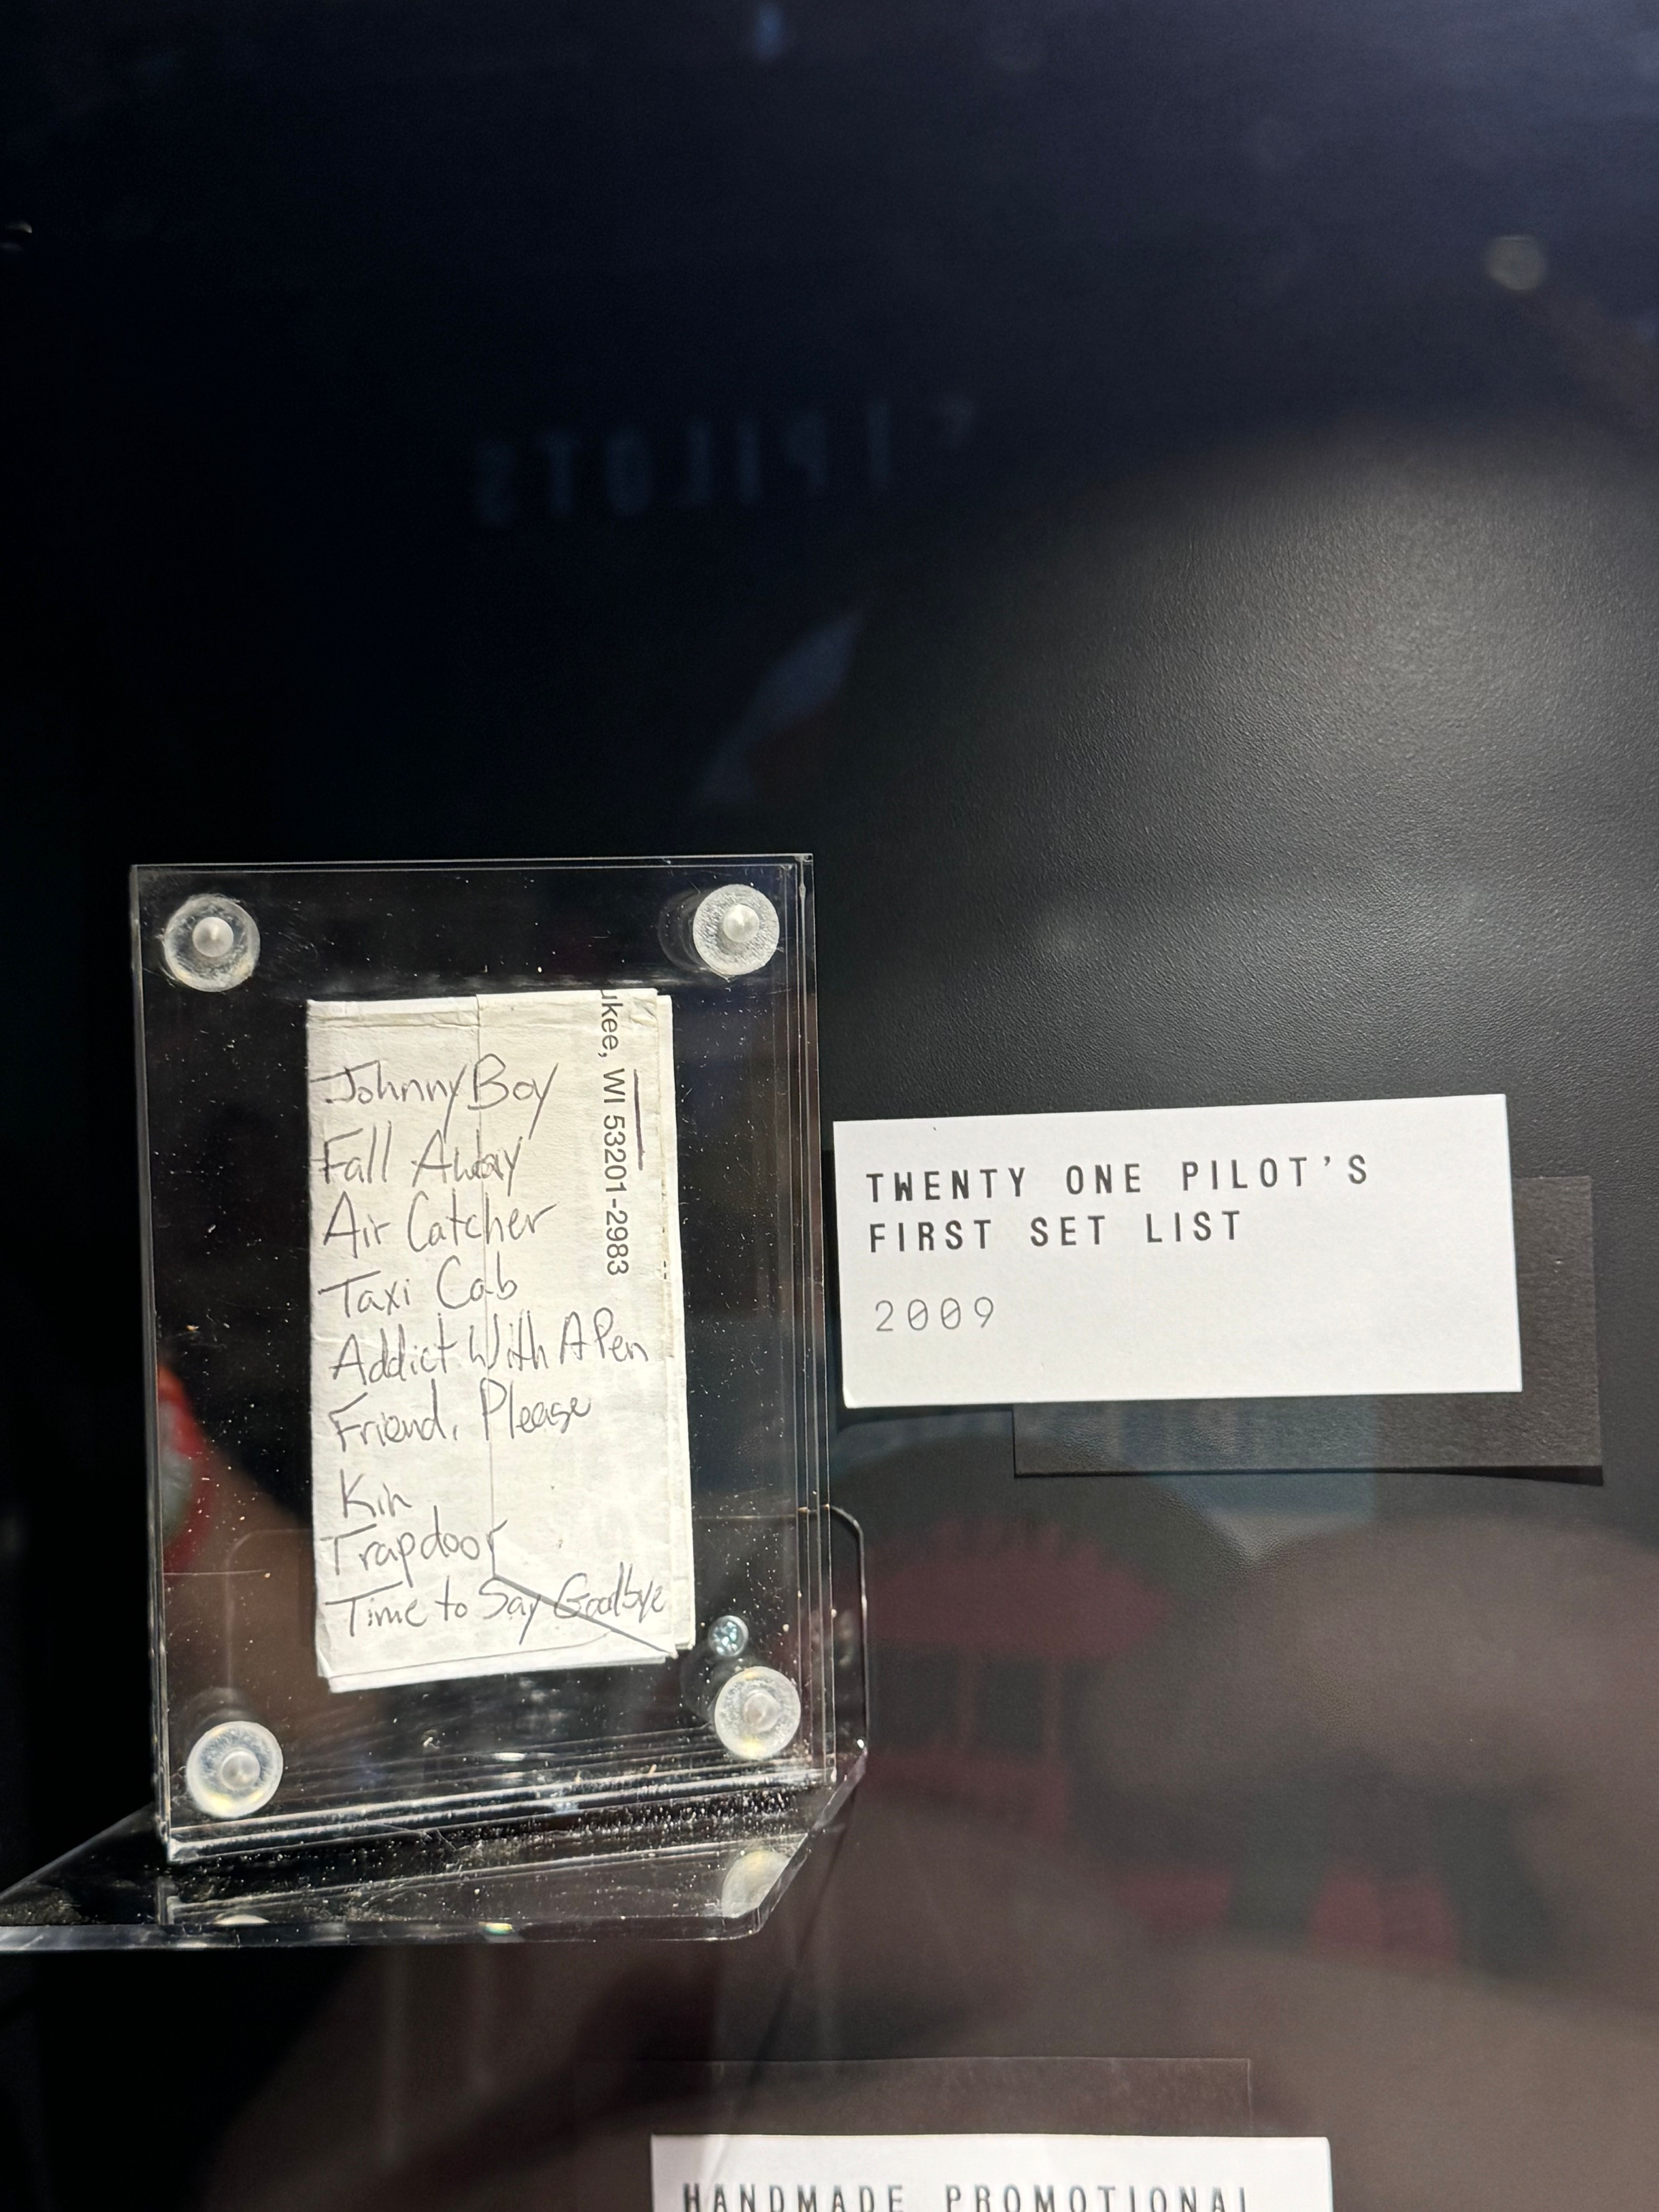 PILOTS
ukee, WI 53201-2983
Johnny Boy
Fall Away
Air Catcher
Taxi Cab
Addict With A Pen
Friend, Please
Kin
Trapdoor
Time to Say Goodbye
TWENTY ONE PILOT'S
FIRST SET LIST
2009
HANDMADE PROMOTIONAL